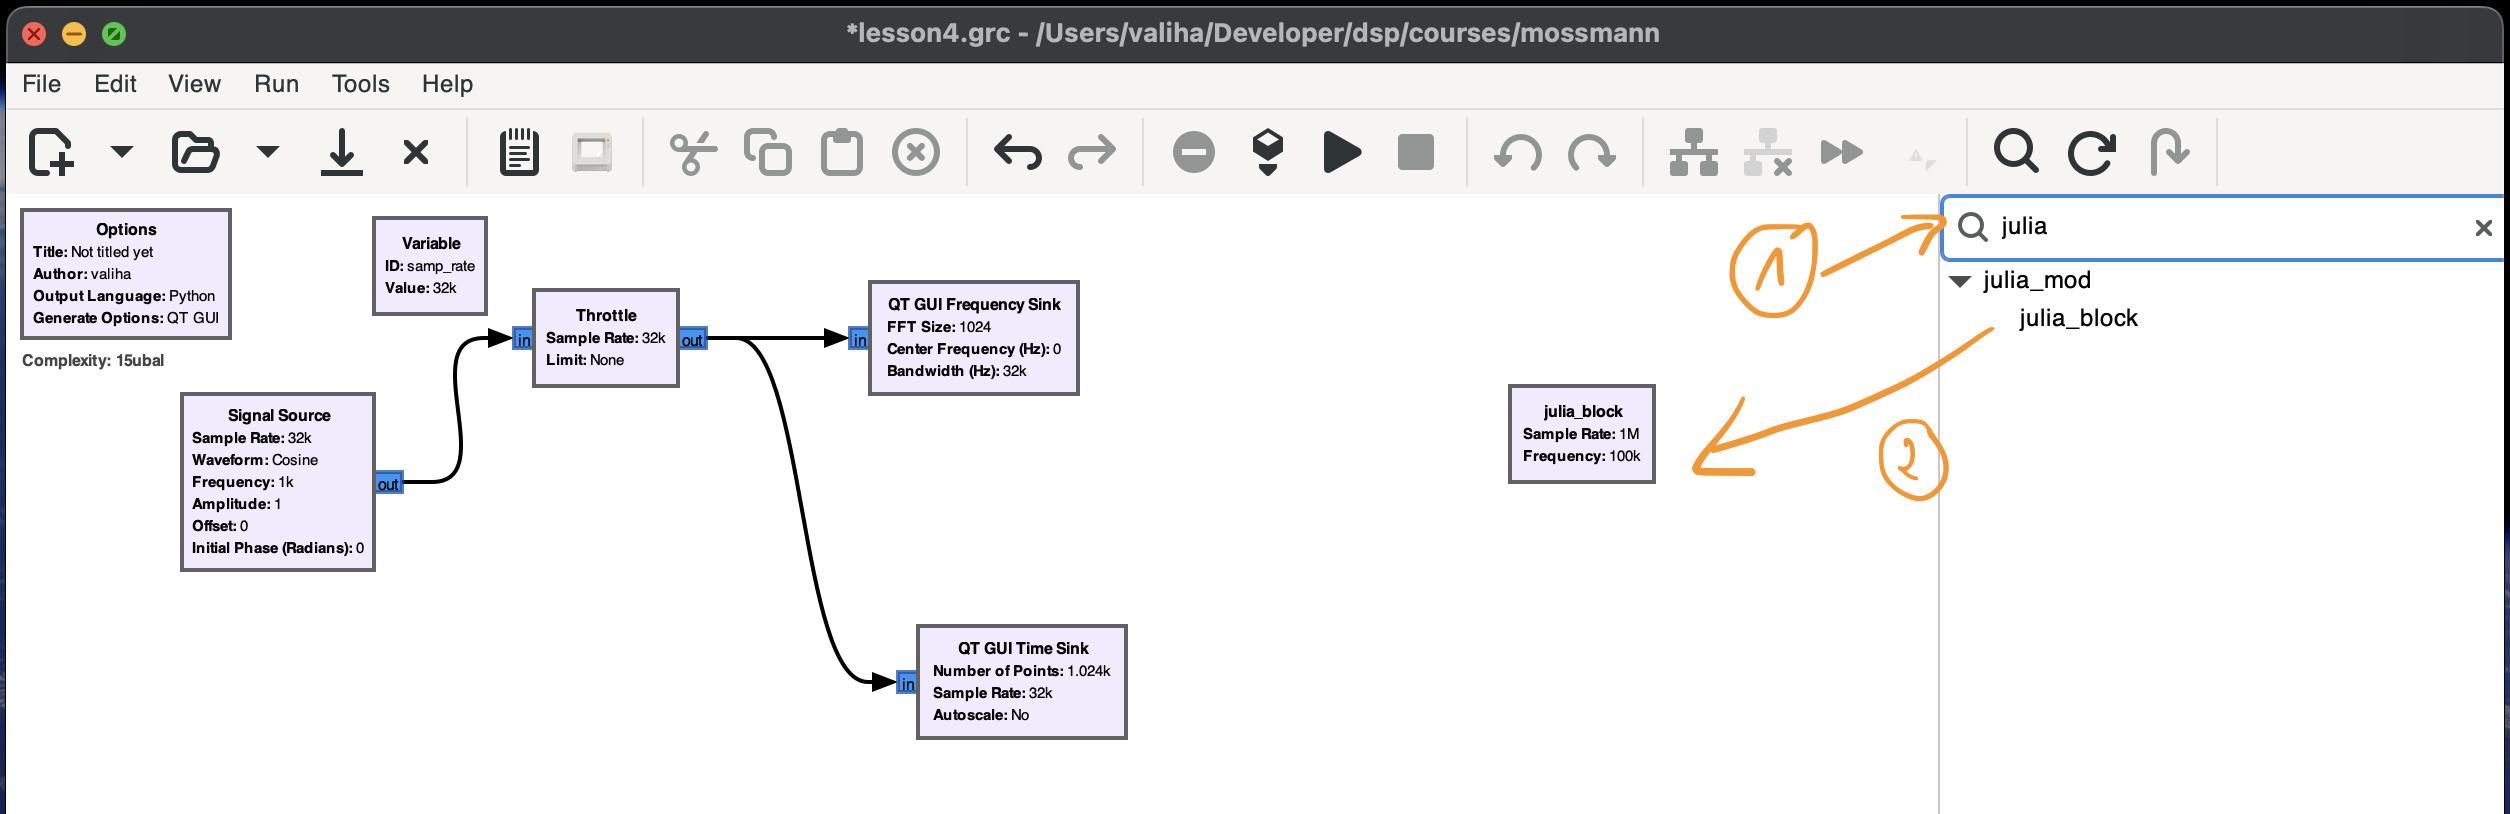 *lesson4.grc - /Users/valiha/Developer/dsp/courses/mossmann
File Edit View Run Tools Help
Options
Title: Not titled yet
Author: valiha
Output Language: Python
Generate Options: QT GUI
Complexity: 15ubal
Variable
ID: samp_rate
Value: 32k
Signal Source
Sample Rate: 32k
Waveform: Cosine
Frequency: 1k
Amplitude: 1
Offset: 0
Initial Phase (Radians): 0
out
in
Throttle
Sample Rate: 32k
Limit: None
out
in
QT GUI Frequency Sink
FFT Size: 1024
Center Frequency (Hz): 0
Bandwidth (Hz): 32k
in
QT GUI Time Sink
Number of Points: 1.024k
Sample Rate: 32k
Autoscale: No
julia_block
Sample Rate: 1M
Frequency: 100k
1
2
julia
julia_mod
julia_block